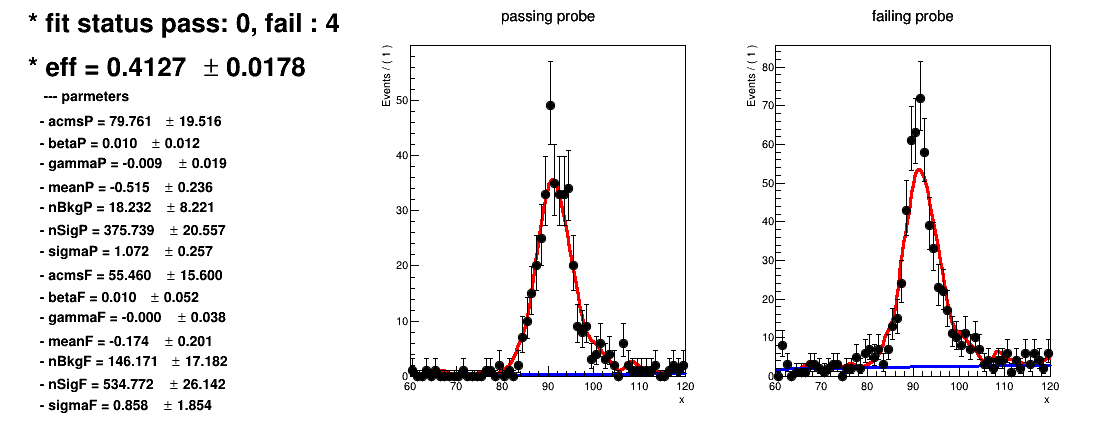 * fit status pass: 0, fail : 4
* eff = 0.4127 ± 0.0178
--- parmeters
- acmsP = 79.761 ± 19.516
- betaP = 0.010 ± 0.012
- gammaP = -0.009 ± 0.019
- meanP = -0.515 ± 0.236
- nBkgP = 18.232 ± 8.221
- nSigP = 375.739 ± 20.557
- sigmaP = 1.072 ± 0.257
- acmsF = 55.460 ± 15.600
- betaF = 0.010 ± 0.052
- gammaF = -0.000 ± 0.038
- meanF = -0.174 ± 0.201
- nBkgF = 146.171 ± 17.182
- nSigF = 534.772 ± 26.142
- sigmaF = 0.858 ± 1.854
passing probe
Events / ( 1 )
50
40
30
20
10
0
60 70 80 90 100 110 120
x
failing probe
Events / ( 1 )
80
70
60
50
40
30
20
10
0
60 70 80 90 100 110 120
x